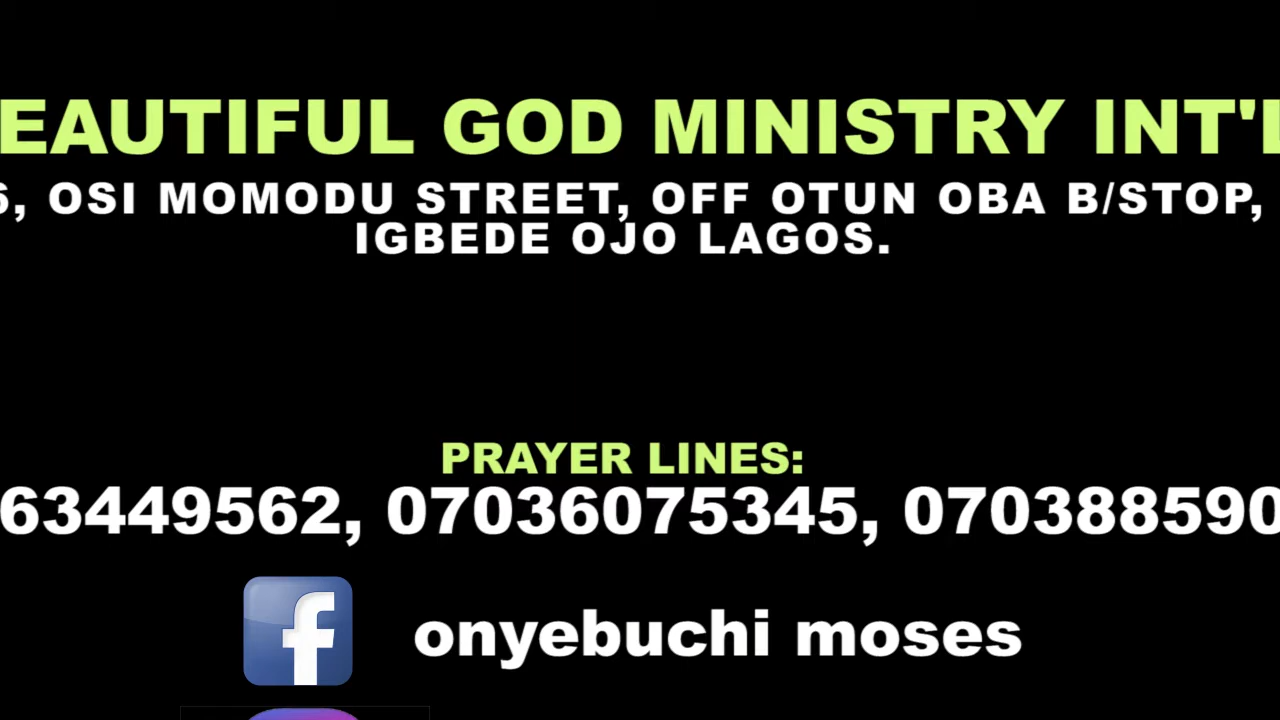 EAUTIFUL GOD MINISTRY INT'
, OSI MOMODU STREET, OFF OTUN OBA B/STOP,
IGBEDE OJO LAGOS.
PRAYER LINES:
63449562, 07036075345, 070388590
onyebuchi moses